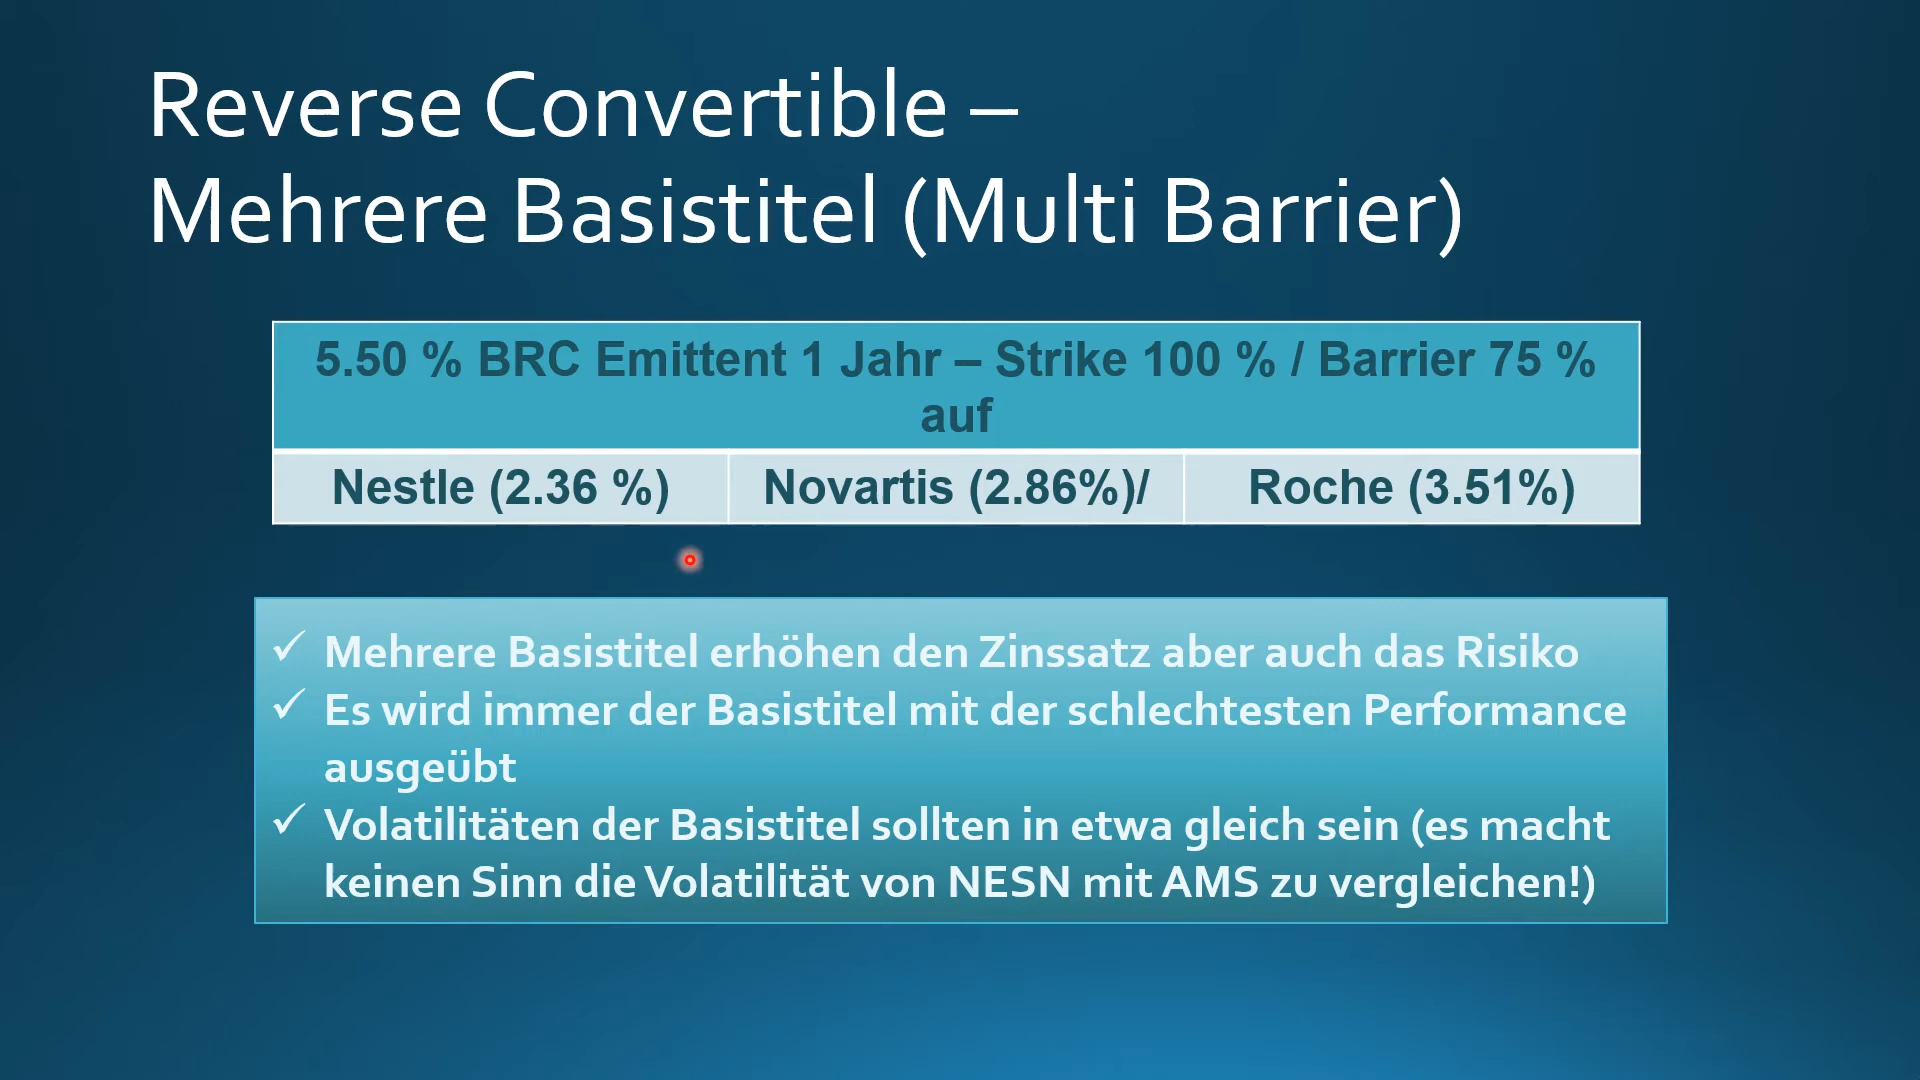 Reverse Convertible –
Mehrere Basistitel (Multi Barrier)
5.50 % BRC Emittent 1 Jahr – Strike 100 % / Barrier 75 %
auf
Nestle (2.36 %) Novartis (2.86%)/ Roche (3.51%)
✓ Mehrere Basistitel erhöhen den Zinssatz aber auch das Risiko
✓ Es wird immer der Basistitel mit der schlechtesten Performance
ausgeübt
✓ Volatilitäten der Basistitel sollten in etwa gleich sein (es macht
keinen Sinn die Volatilität von NESN mit AMS zu vergleichen!)